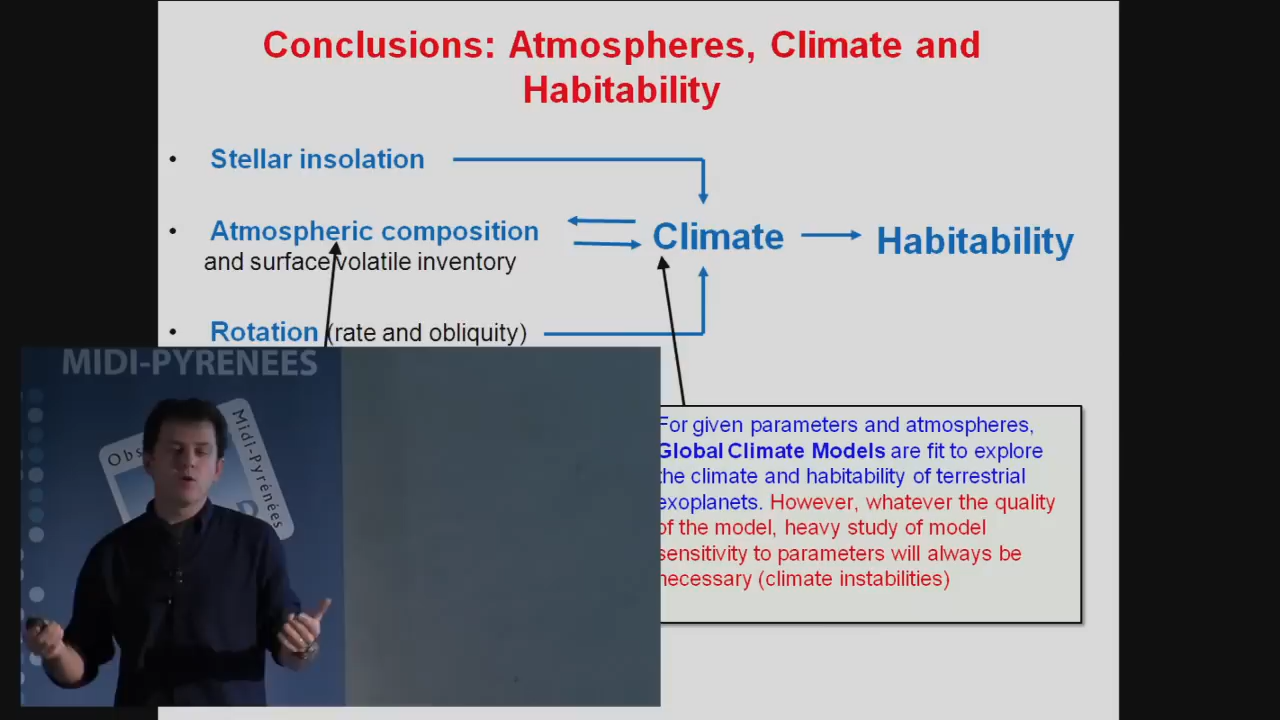 Conclusions: Atmospheres, Climate and
Habitability
• Stellar insolation
• Atmospheric composition
and surface volatile inventory
Climate
Habitability
• Rotation (rate and obliquity)
MIDI-PYRENEES
Obs
Midi-Pyrénées
For given parameters and atmospheres,
Global Climate Models are fit to explore
the climate and habitability of terrestrial
exoplanets. However, whatever the quality
of the model, heavy study of model
sensitivity to parameters will always be
necessary (climate instabilities)